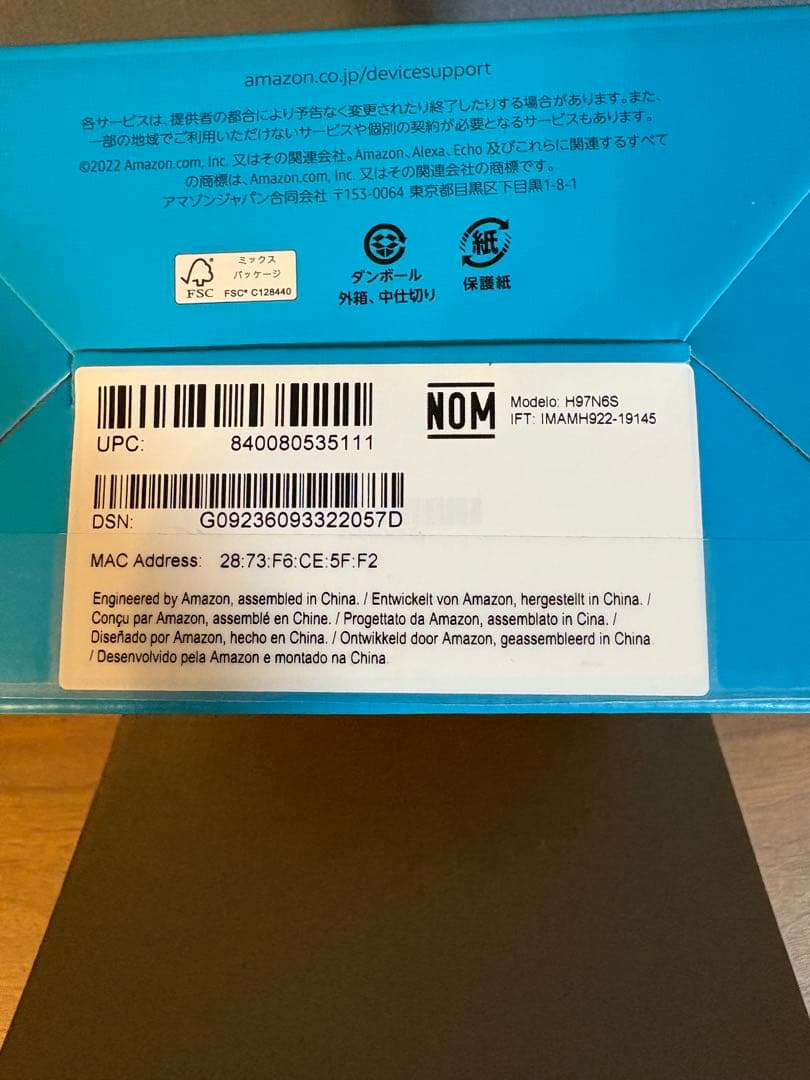 amazon.co.jp/devicesupport
各サービスは、提供者の都合により予告なく変更されたり終了したりする場合があります。また、
一部の地域でご利用いただけないサービスや個別の契約が必要となるサービスもあります。
©2022 Amazon.com, Inc. 又はその関連会社。Amazon、Alexa、Echo 及びこれらに関連するすべて
の商標は、Amazon.com, Inc. 又はその関連会社の商標です。
アマゾンジャパン合同会社 〒153-0064 東京都目黒区下目黒1-8-1
ミックス
パッケージ
FSC FSC® C128440
ダンボール
外箱、中仕切り
紙
保護紙
UPC: 840080535111
NOM
Modelo: H97N6S
IFT: IMAMH922-19145
DSN: G09236093322057D
MAC Address: 28:73:F6:CE:5F:F2
Engineered by Amazon, assembled in China. / Entwickelt von Amazon, hergestellt in China. /
Conçu par Amazon, assemblé en Chine. / Progettato da Amazon, assemblato in Cina. /
Diseñado por Amazon, hecho en China. / Ontwikkeld door Amazon, geassembleerd in China
/ Desenvolvido pela Amazon e montado na China.